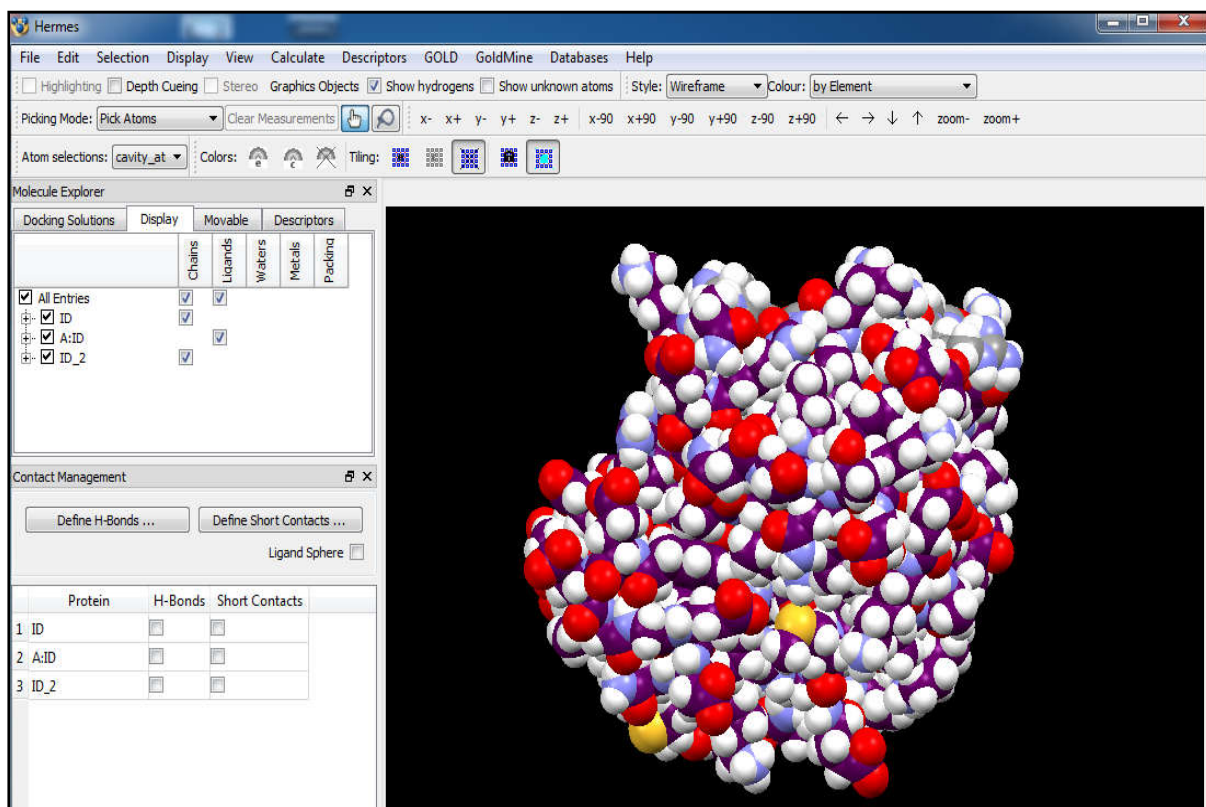 Hermes
File Edit Selection Display View Calculate Descriptors GOLD GoldMine Databases Help
Highlighting Depth Cueing Stereo Graphics Objects Show hydrogens Show unknown atoms Style: Wireframe Colour: by Element
Picking Mode: Pick Atoms Clear Measurements x- x+ y- y+ z- z+ x-90 x+90 y-90 y+90 z-90 z+90 ← → ↓ ↑ zoom- zoom+
Atom selections: cavity_at Colors: e c Tiling:
Molecule Explorer
Docking Solutions Display Movable Descriptors
Chains Ligands Waters Metals Packing
All Entries
ID
A:ID
ID_2
Contact Management
Define H-Bonds ... Define Short Contacts ...
Ligand Sphere
Protein H-Bonds Short Contacts
1 ID
2 A:ID
3 ID_2